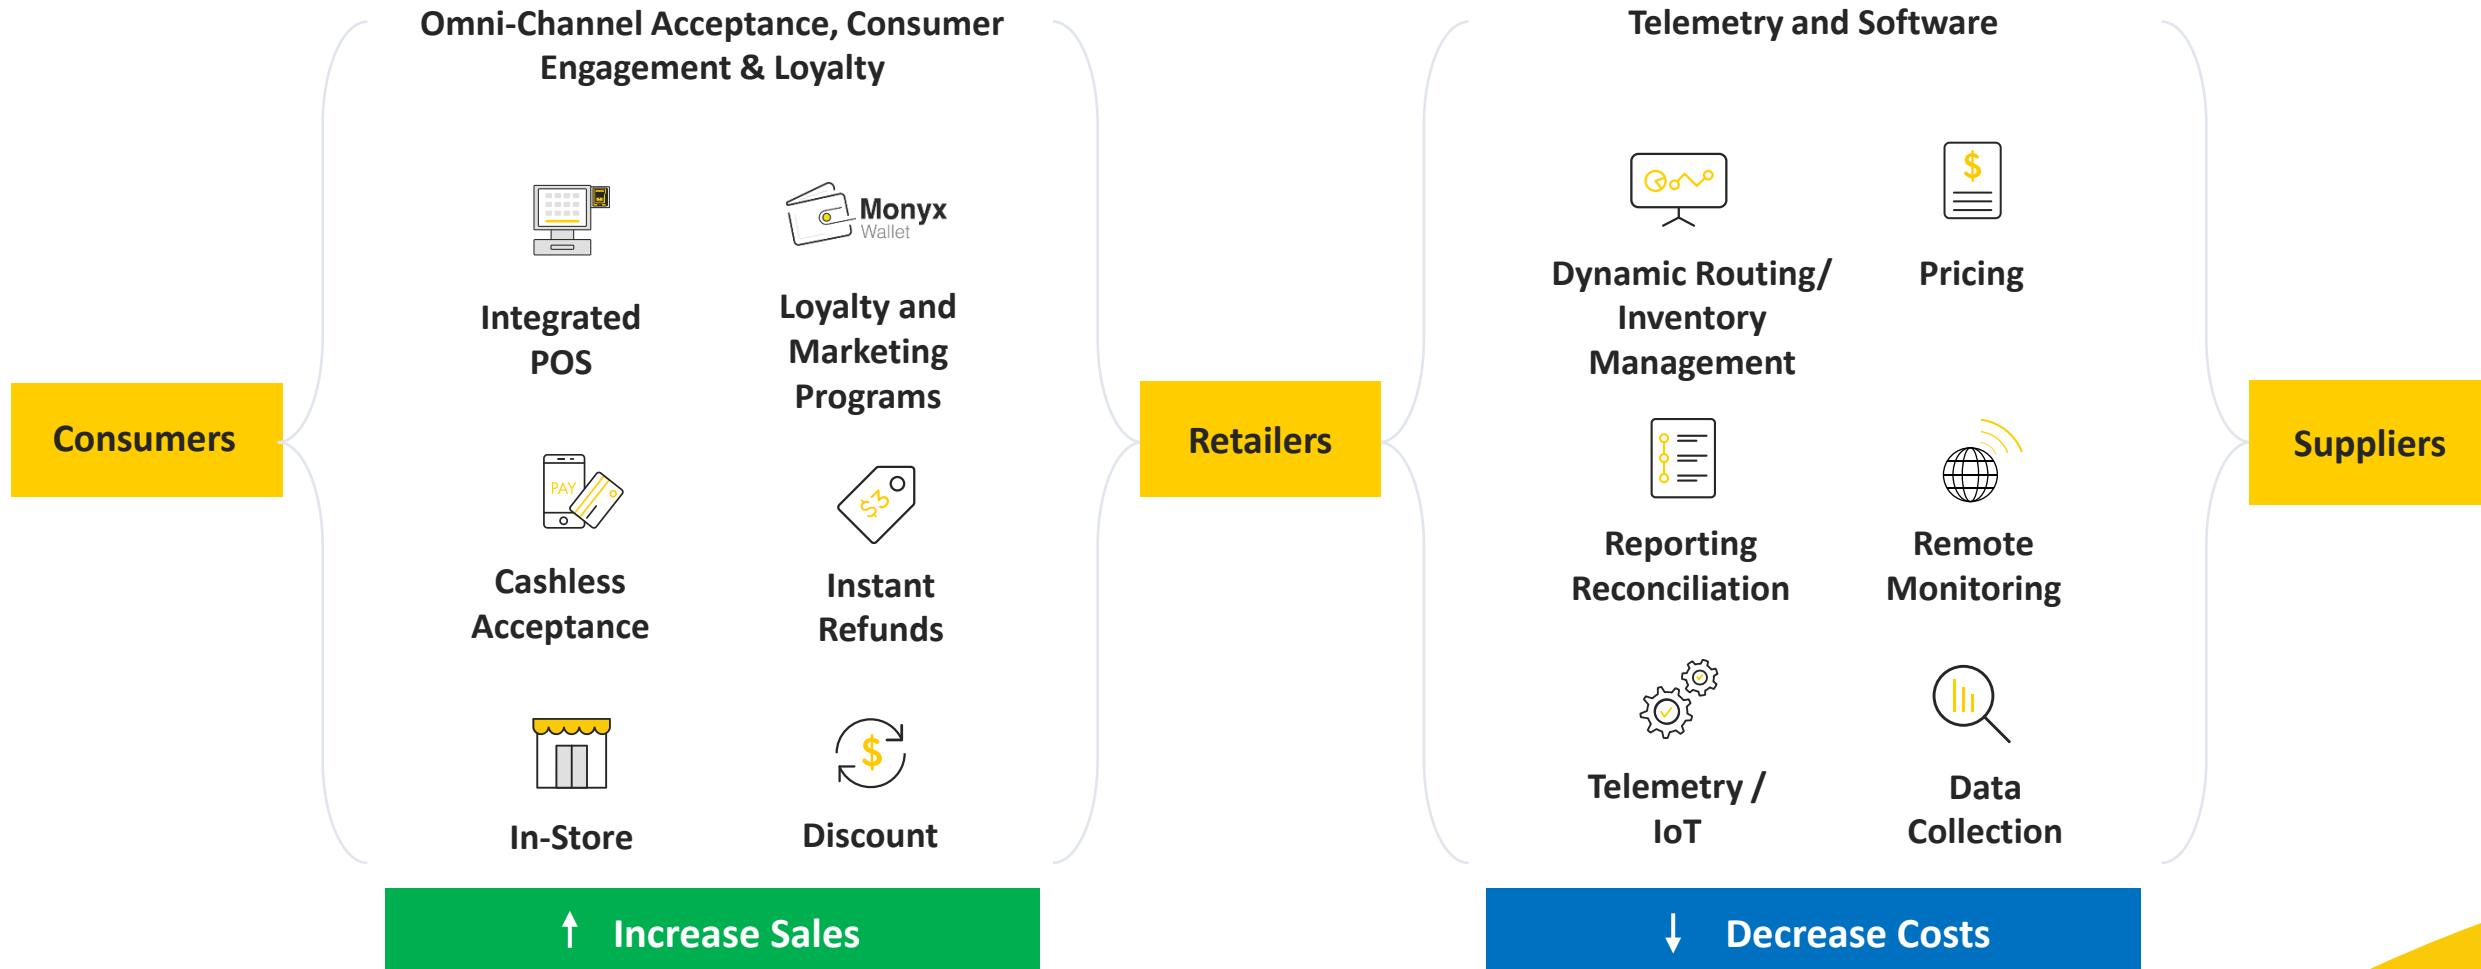 Omni-Channel Acceptance, Consumer
Engagement & Loyalty
Telemetry and Software
Monyx
Wallet
$
Integrated
POS
Loyalty and
Marketing
Programs
Dynamic Routing/
Inventory
Management
Pricing
Consumers
Retailers
Suppliers
PAY
$3
Cashless
Acceptance
Instant
Refunds
Reporting
Reconciliation
Remote
Monitoring
$
In-Store
Discount
Telemetry /
IoT
Data
Collection
↑ Increase Sales
↓ Decrease Costs